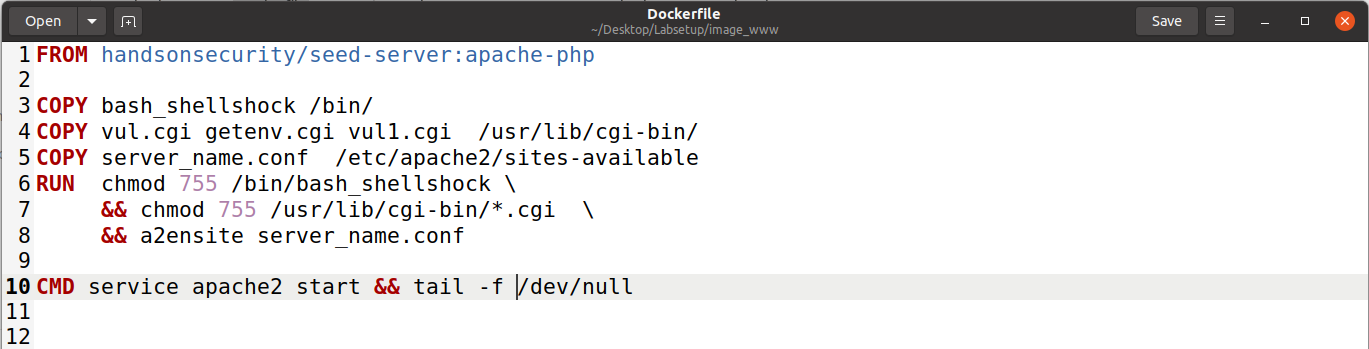 Open
Dockerfile
~/Desktop/Labsetup/image_www
Save
1 FROM handsonsecurity/seed-server:apache-php
2
3 COPY bash_shellshock /bin/
4 COPY vul.cgi getenv.cgi vul1.cgi  /usr/lib/cgi-bin/
5 COPY server_name.conf  /etc/apache2/sites-available
6 RUN  chmod 755 /bin/bash_shellshock \
7      && chmod 755 /usr/lib/cgi-bin/*.cgi  \
8      && a2ensite server_name.conf
9
10 CMD service apache2 start && tail -f /dev/null
11
12